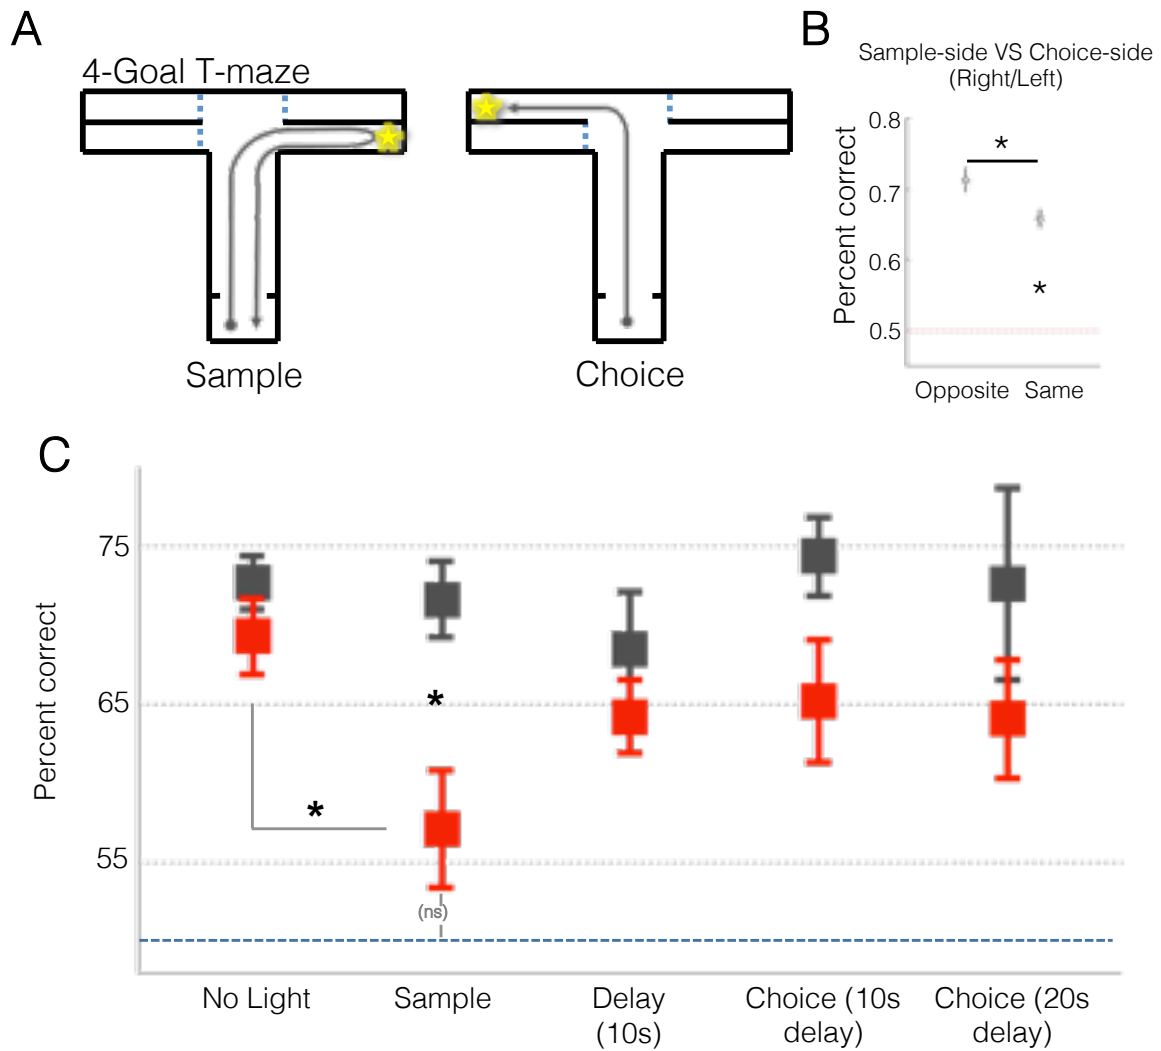 A
4-Goal T-maze
Sample
Choice
B
Sample-side VS Choice-side
(Right/Left)
Percent correct
0.8
0.7
0.6
0.5
*
*
Opposite
Same
C
Percent correct
75
65
55
*
*
(ns)
No Light
Sample
Delay
(10s)
Choice (10s
delay)
Choice (20s
delay)